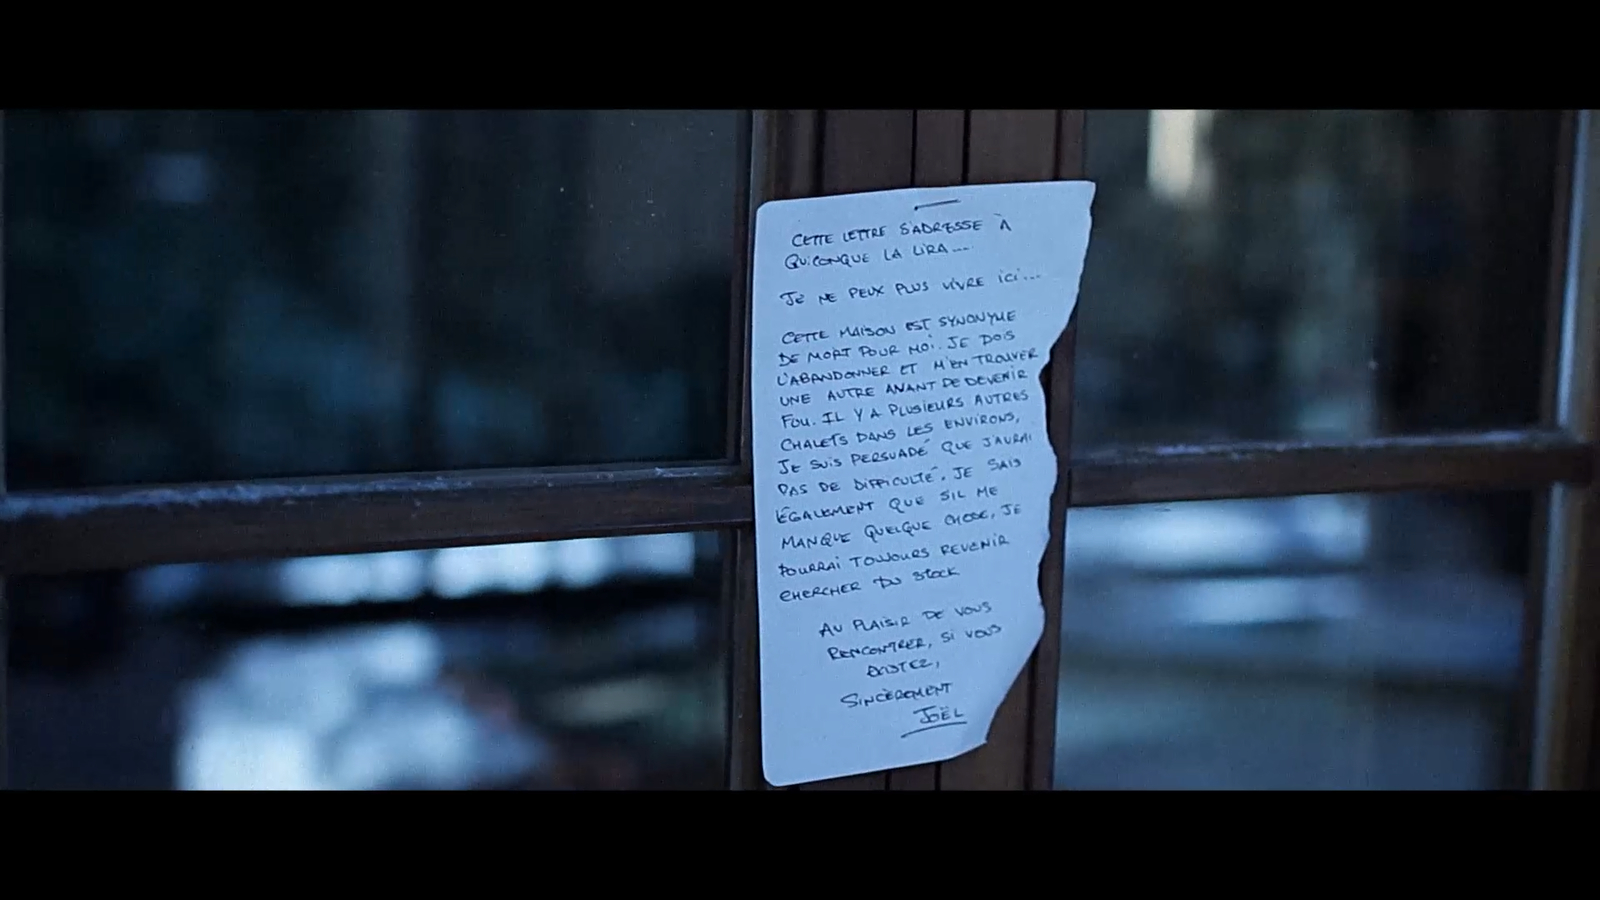 CETTE LETTRE S'ADRESSE À
QUICONQUE LA LIRA...
JE NE PEUX PLUS VIVRE ICI...
CETTE MAISON EST SYNONYME
DE MORT POUR MOI. JE DOIS
L'ABANDONNER ET M'EN TROUVER
UNE AUTRE AVANT DE DEVENIR
FOU. IL Y A PLUSIEURS AUTRES
CHALETS DANS LES ENVIRONS,
JE SUIS PERSUADÉ QUE J'AURAI
PAS DE DIFFICULTÉ. JE SAIS
ÉGALEMENT QUE S'IL ME
MANQUE QUELQUE CHOSE, JE
POURRAI TOUJOURS REVENIR
CHERCHER DU STOCK
AU PLAISIR DE VOUS
RENCONTRER, SI VOUS
EXISTEZ,
SINCÈREMENT
JOËL